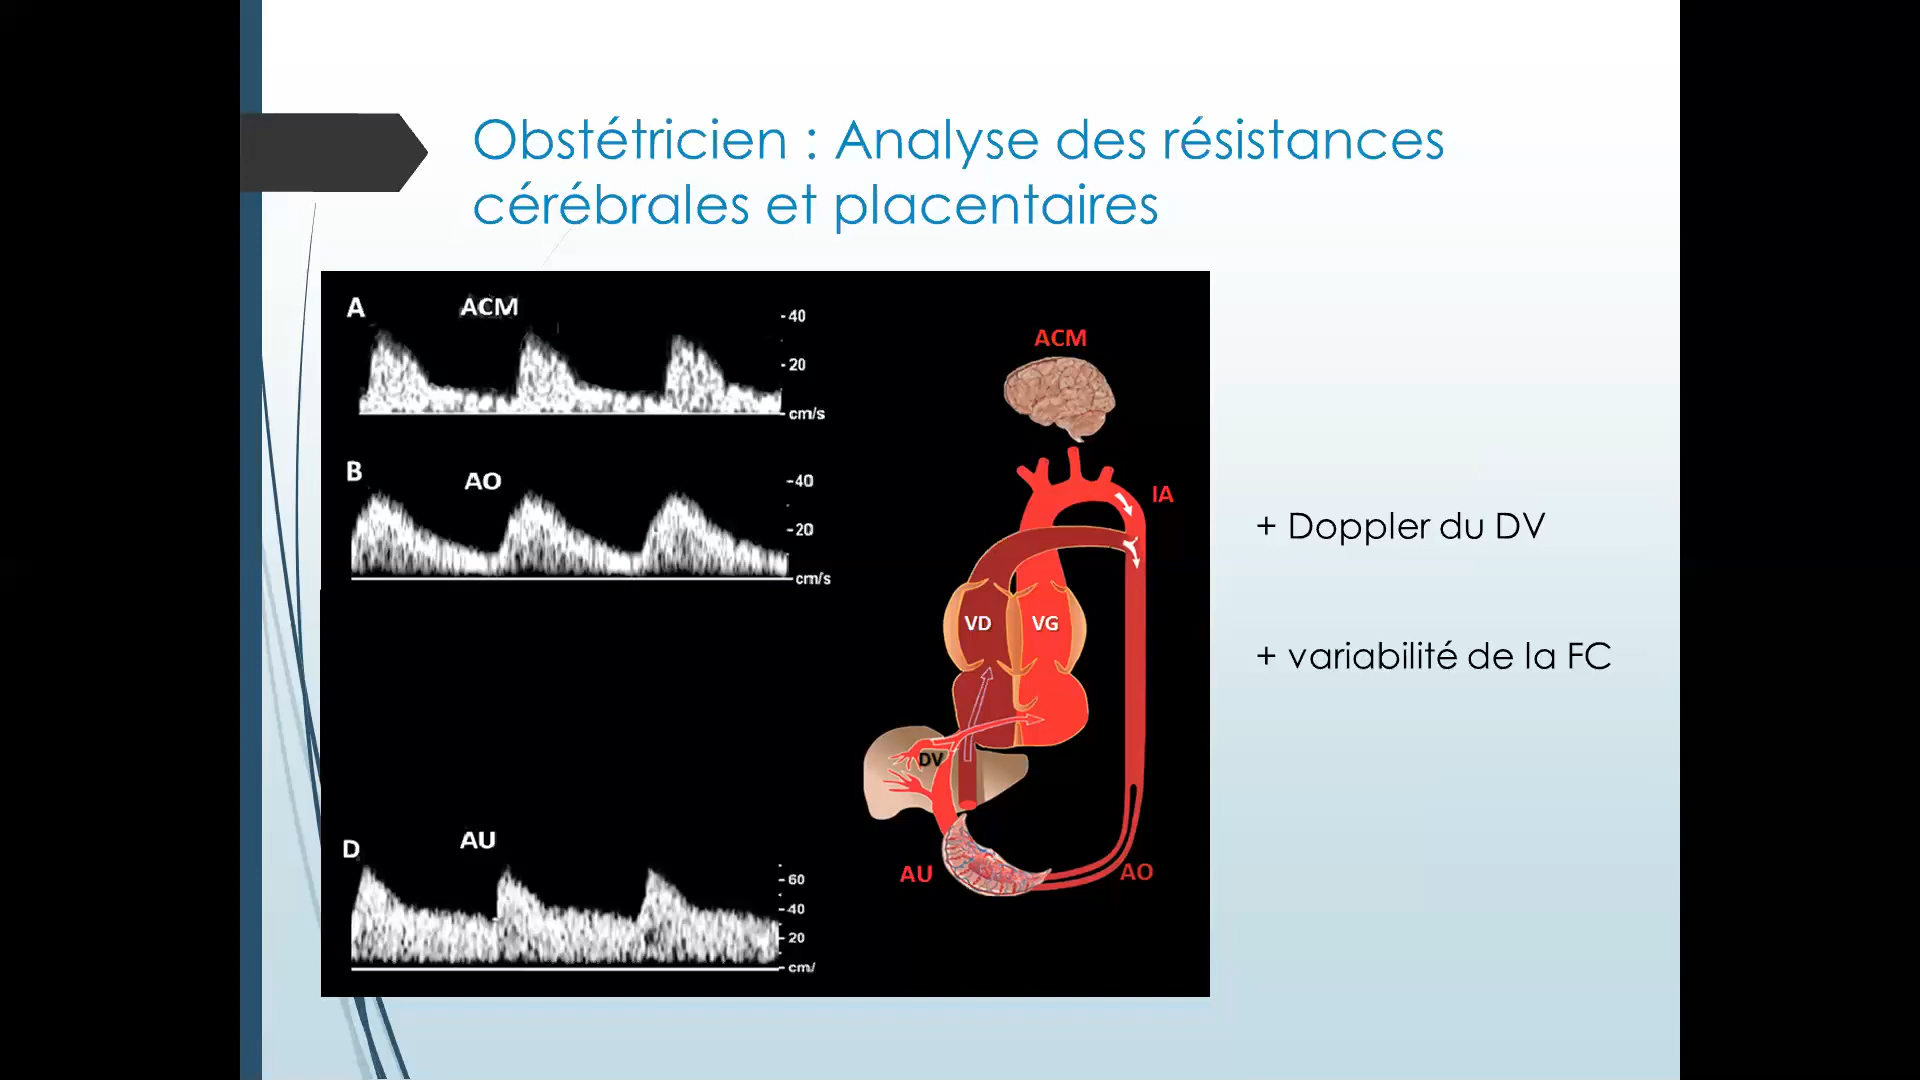 Obstétricien : Analyse des résistances
cérébrales et placentaires
A
ACM
-40
-20
cm/s
B
AO
-40
-20
cm/s
D
AU
- 60
-40
-20
- cm/
ACM
IA
VD
VG
DV
AU
AO
+ Doppler du DV
+ variabilité de la FC